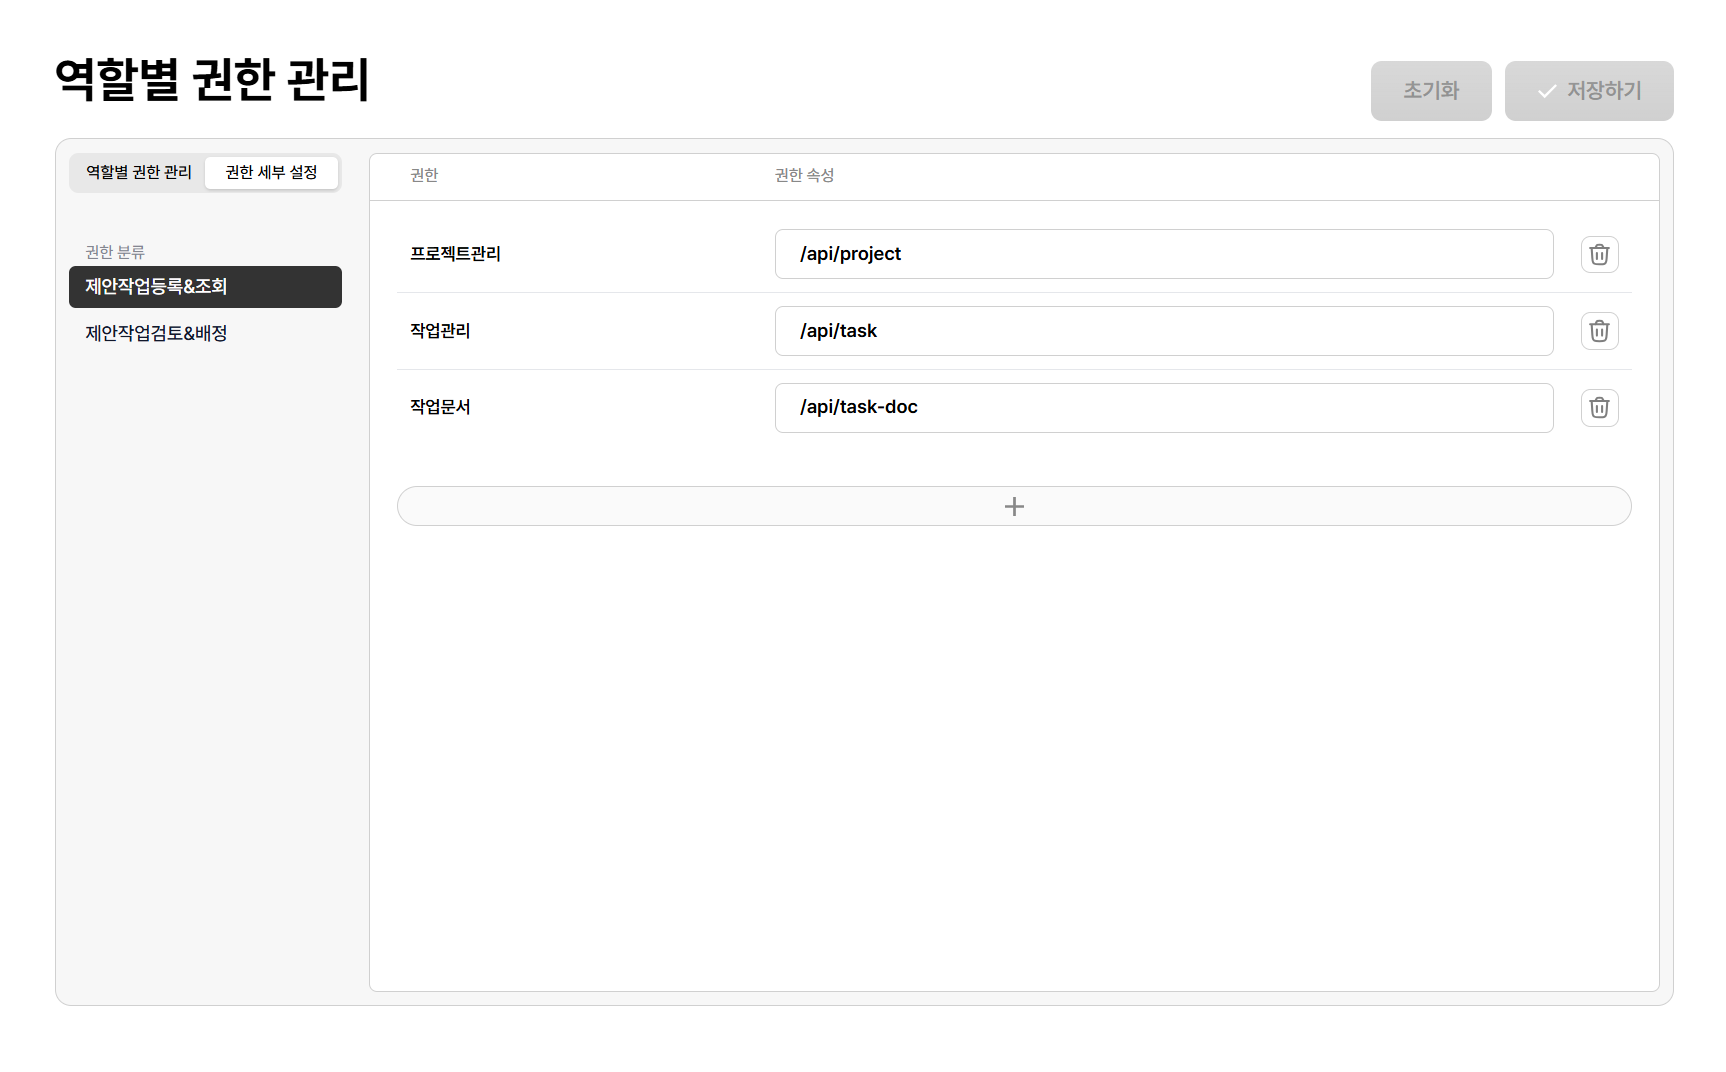 역할별 권한 관리
초기화
저장하기
역할별 권한 관리
권한 세부 설정
권한 분류
제안작업등록&조회
제안작업검토&배정
권한
권한 속성
프로젝트관리
/api/project
작업관리
/api/task
작업문서
/api/task-doc